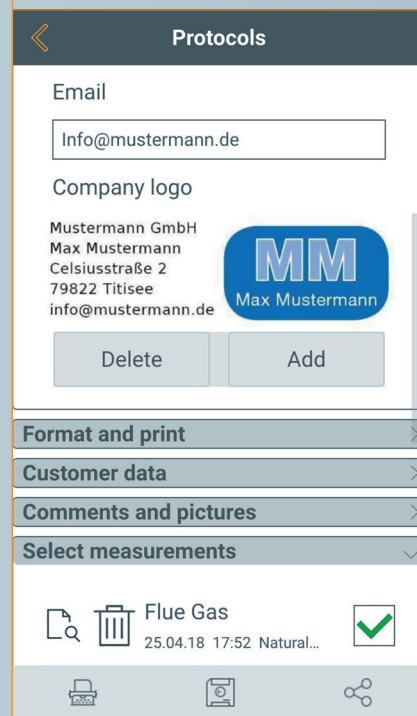 Protocols
Email
Info@mustermann.de
Company logo
Mustermann GmbH
Max Mustermann
Celsiusstraße 2
79822 Titisee
info@mustermann.de
MM
Max Mustermann
Delete
Add
Format and print
Customer data
Comments and pictures
Select measurements
Flue Gas
25.04.18 17:52 Natural...